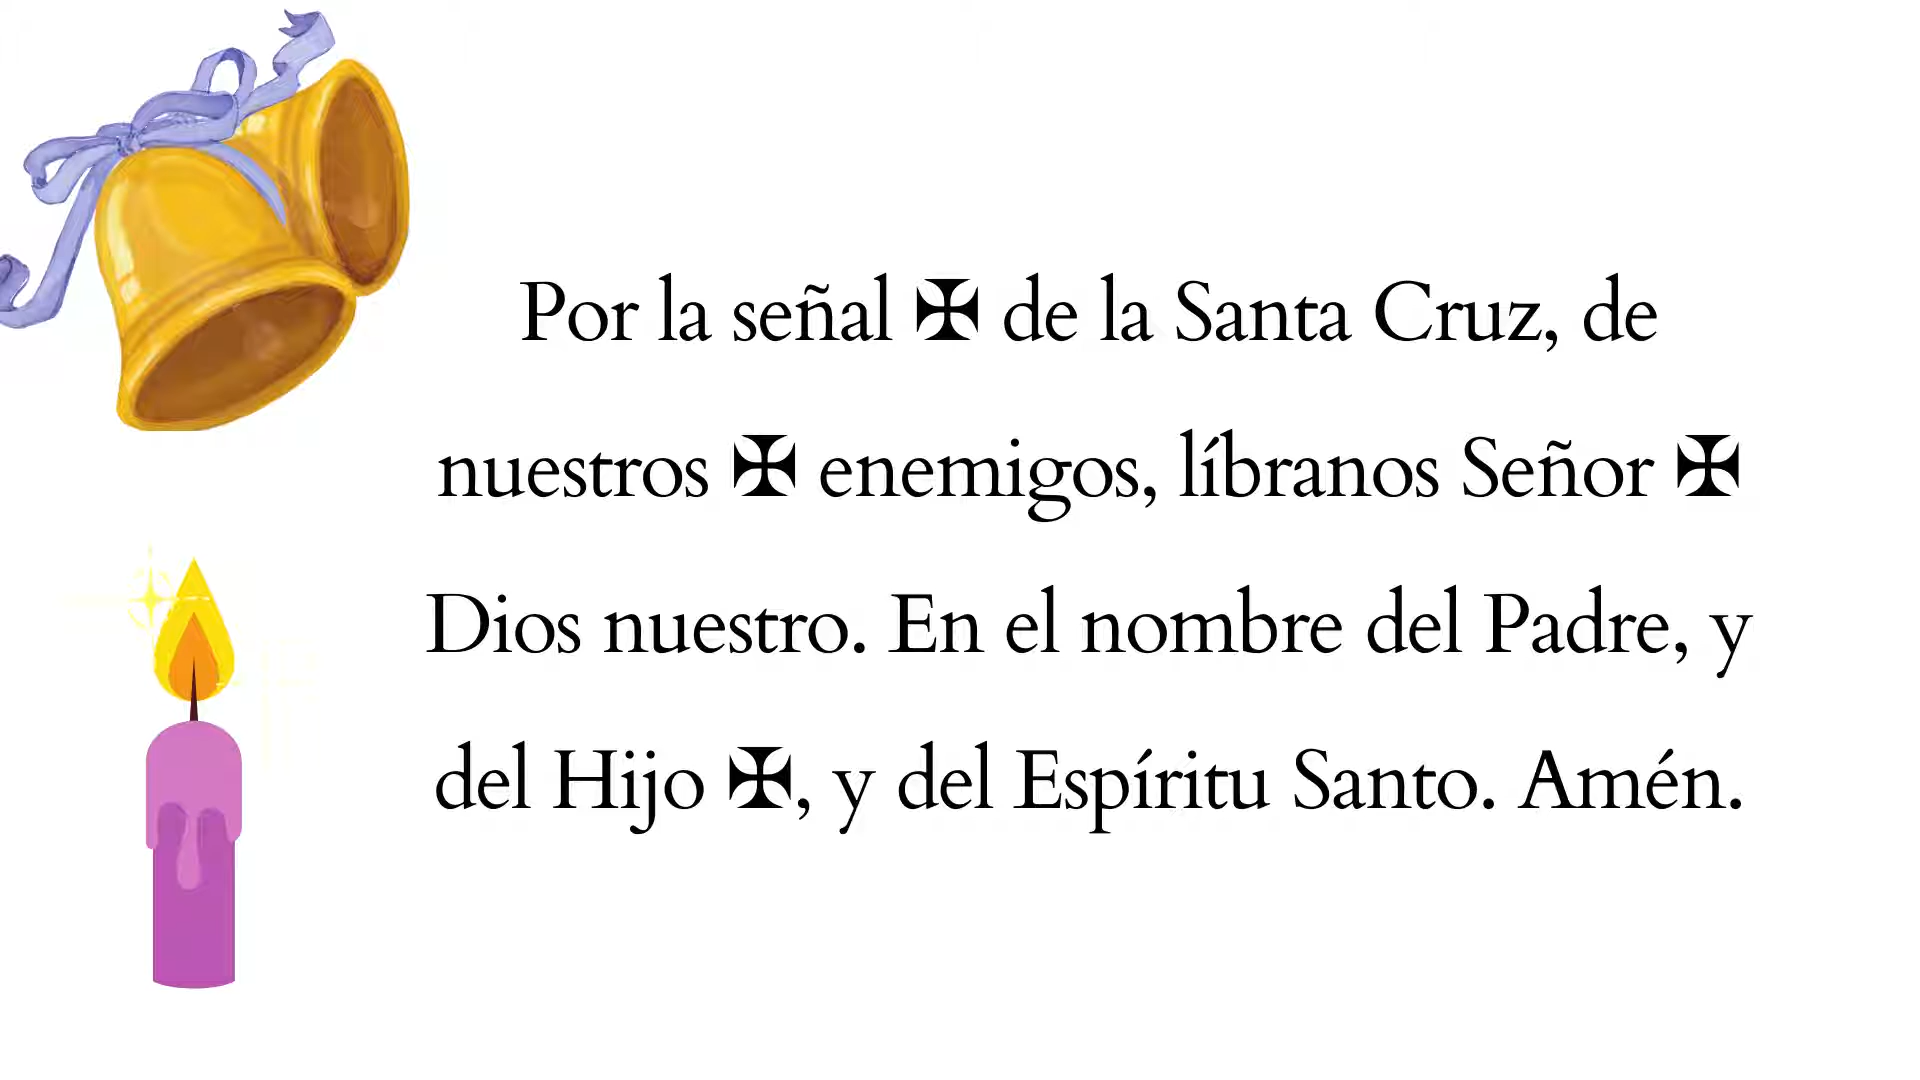 Por la señal ✠ de la Santa Cruz, de
nuestros ✠ enemigos, líbranos Señor ✠
Dios nuestro. En el nombre del Padre, y
del Hijo ✠, y del Espíritu Santo. Amén.